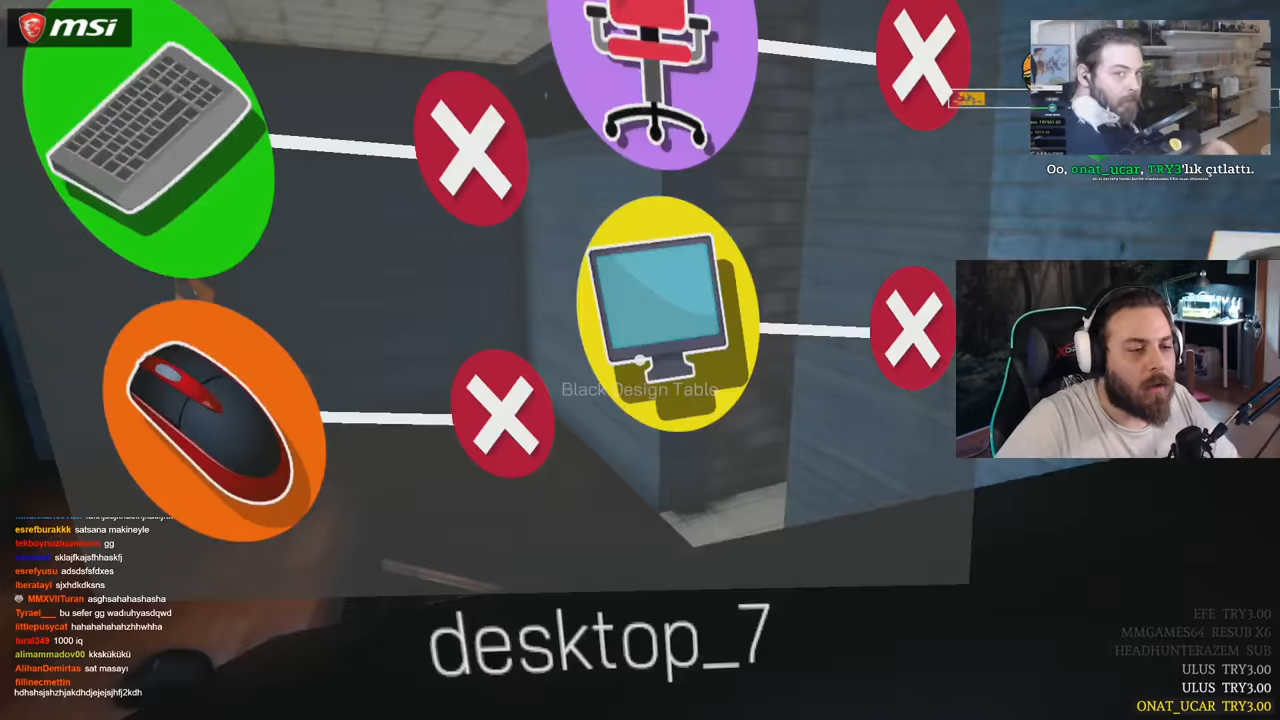 msi
Oo, onat_ucar, TRY3'lık çıtlattı.
Black Design Table
desktop_7
esrefburakkk satsana makineyle
gg
sklajfkajsfhhaskfj
esrefyusu adsdsfsfdxes
lberatayl sjxhdkdksns
MMXVIITuran asghsahahashasha
Tyrael___ bu sefer gg wadıuhyasdqwd
littlepusycat hahahahahahzhhwhha
tural349 1000 iq
alimammadov00 kkskükükü
AlihanDemirtas sat masayı
fillinecmettin
hdhshsjshzhjakdhdjejejsjhfj2kdh
EFE TRY3.00
MMGAMES64 RESUB X6
HEADHUNTERAZEM SUB
ULUS TRY3.00
ULUS TRY3.00
ONAT_UCAR TRY3.00